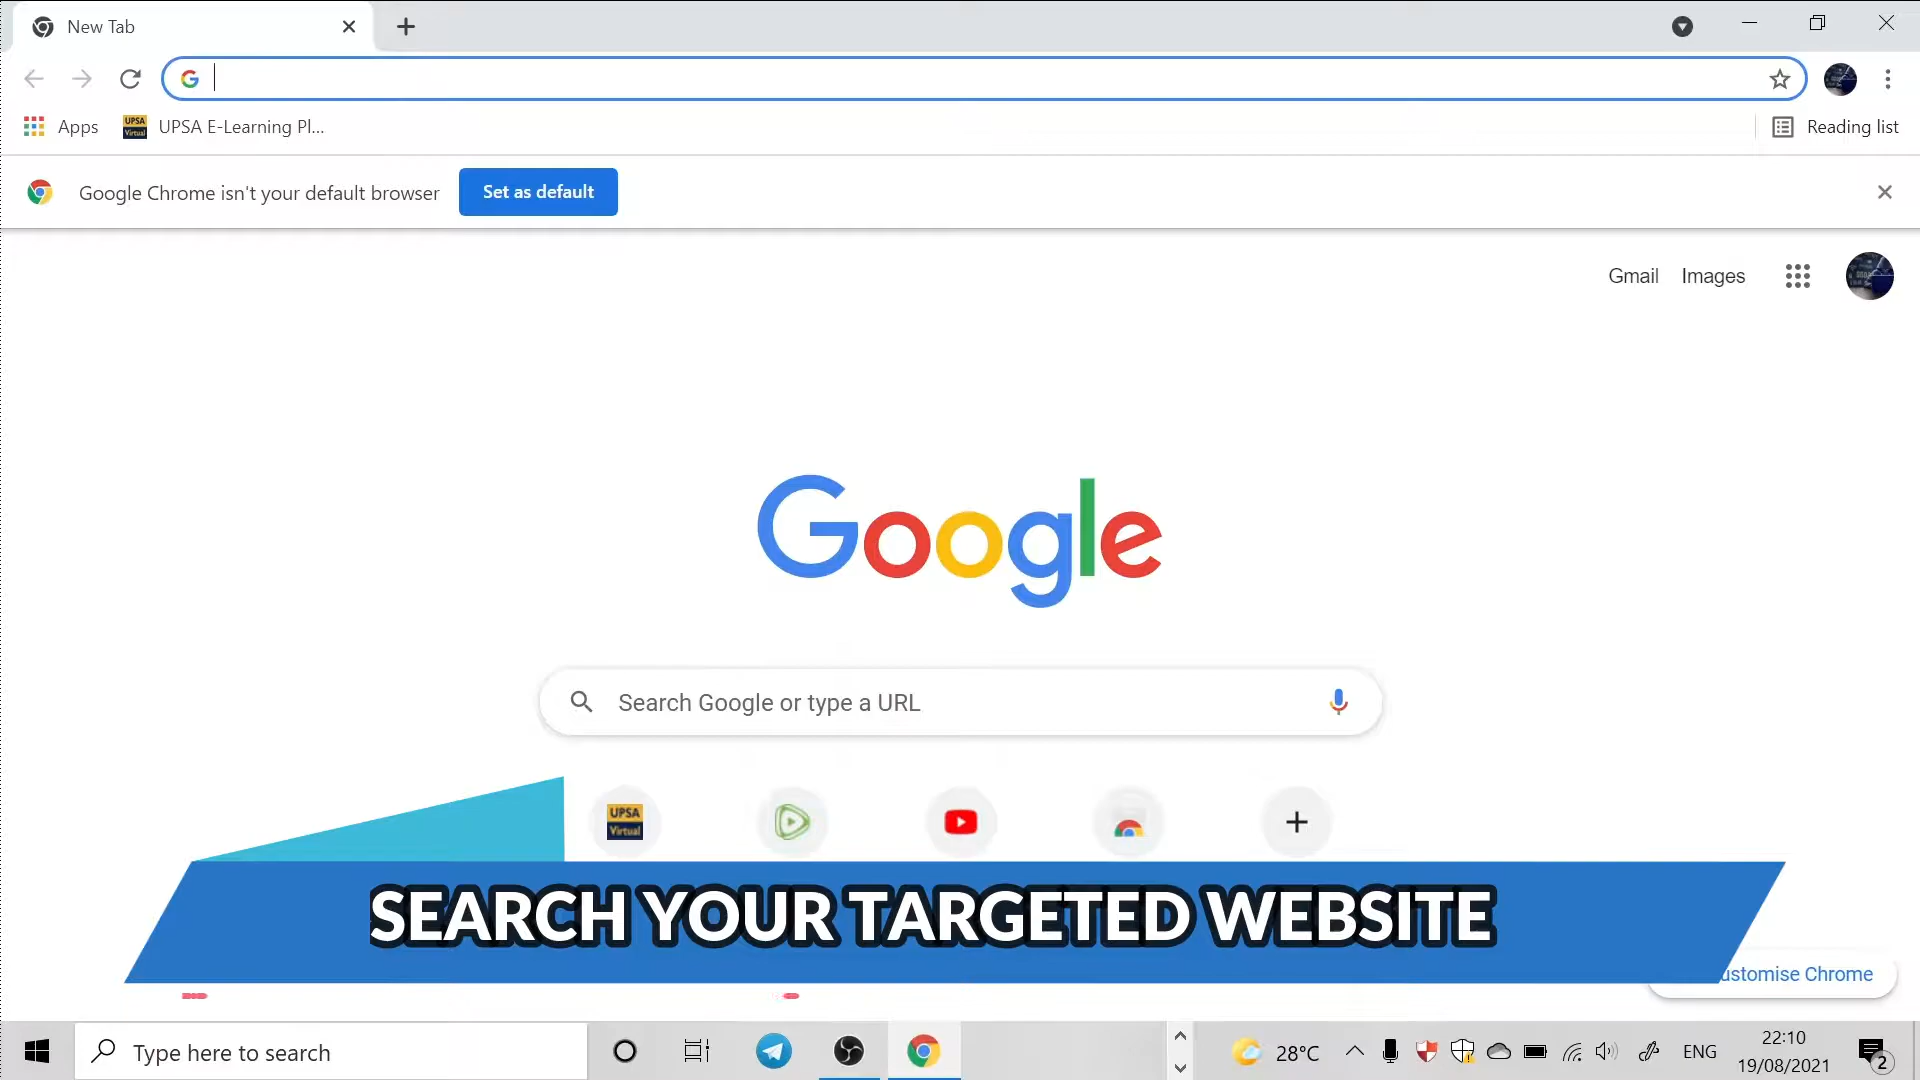 New Tab
Apps
UPSA Virtual
UPSA E-Learning Pl...
Reading list
Google Chrome isn't your default browser
Set as default
Gmail
Images
Google
Search Google or type a URL
UPSA
Virtual
SEARCH YOUR TARGETED WEBSITE
ustomise Chrome
Type here to search
28°C
ENG
22:10
19/08/2021
2